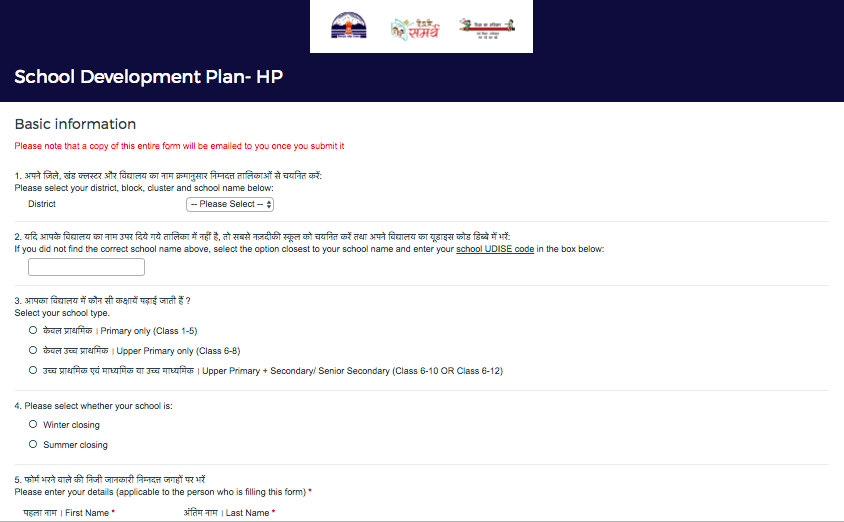 समर्थ
School Development Plan- HP
Basic information
Please note that a copy of this entire form will be emailed to you once you submit it
1. अपने ज़िले, खंड क्लस्टर और विद्यालय का नाम क्रमानुसार निम्नदत्त तालिकाओं से चयनित करें:
Please select your district, block, cluster and school name below:
District
-- Please Select --
2. यदि आपके विद्यालय का नाम उपर दिये गये तालिका में नहीं है, तो सबसे नज़दीकी स्कूल को चयनित करें तथा अपने विद्यालय का यूडाइस कोड डिब्बे में भरें:
If you did not find the correct school name above, select the option closest to your school name and enter your school UDISE code in the box below:
3. आपका विद्यालय में कौन सी कक्षायें पढ़ाई जाती हैं ?
Select your school type.
केवल प्राथमिक । Primary only (Class 1-5)
केवल उच्च प्राथमिक । Upper Primary only (Class 6-8)
उच्च प्राथमिक एवं माध्यमिक या उच्च माध्यमिक । Upper Primary + Secondary/ Senior Secondary (Class 6-10 OR Class 6-12)
4. Please select whether your school is:
Winter closing
Summer closing
5. फोर्म भरने वाले की निजी जानकारी निम्नदत्त जगहों पर भरें
Please enter your details (applicable to the person who is filling this form) *
पहला नाम । First Name * अंतिम नाम । Last Name *